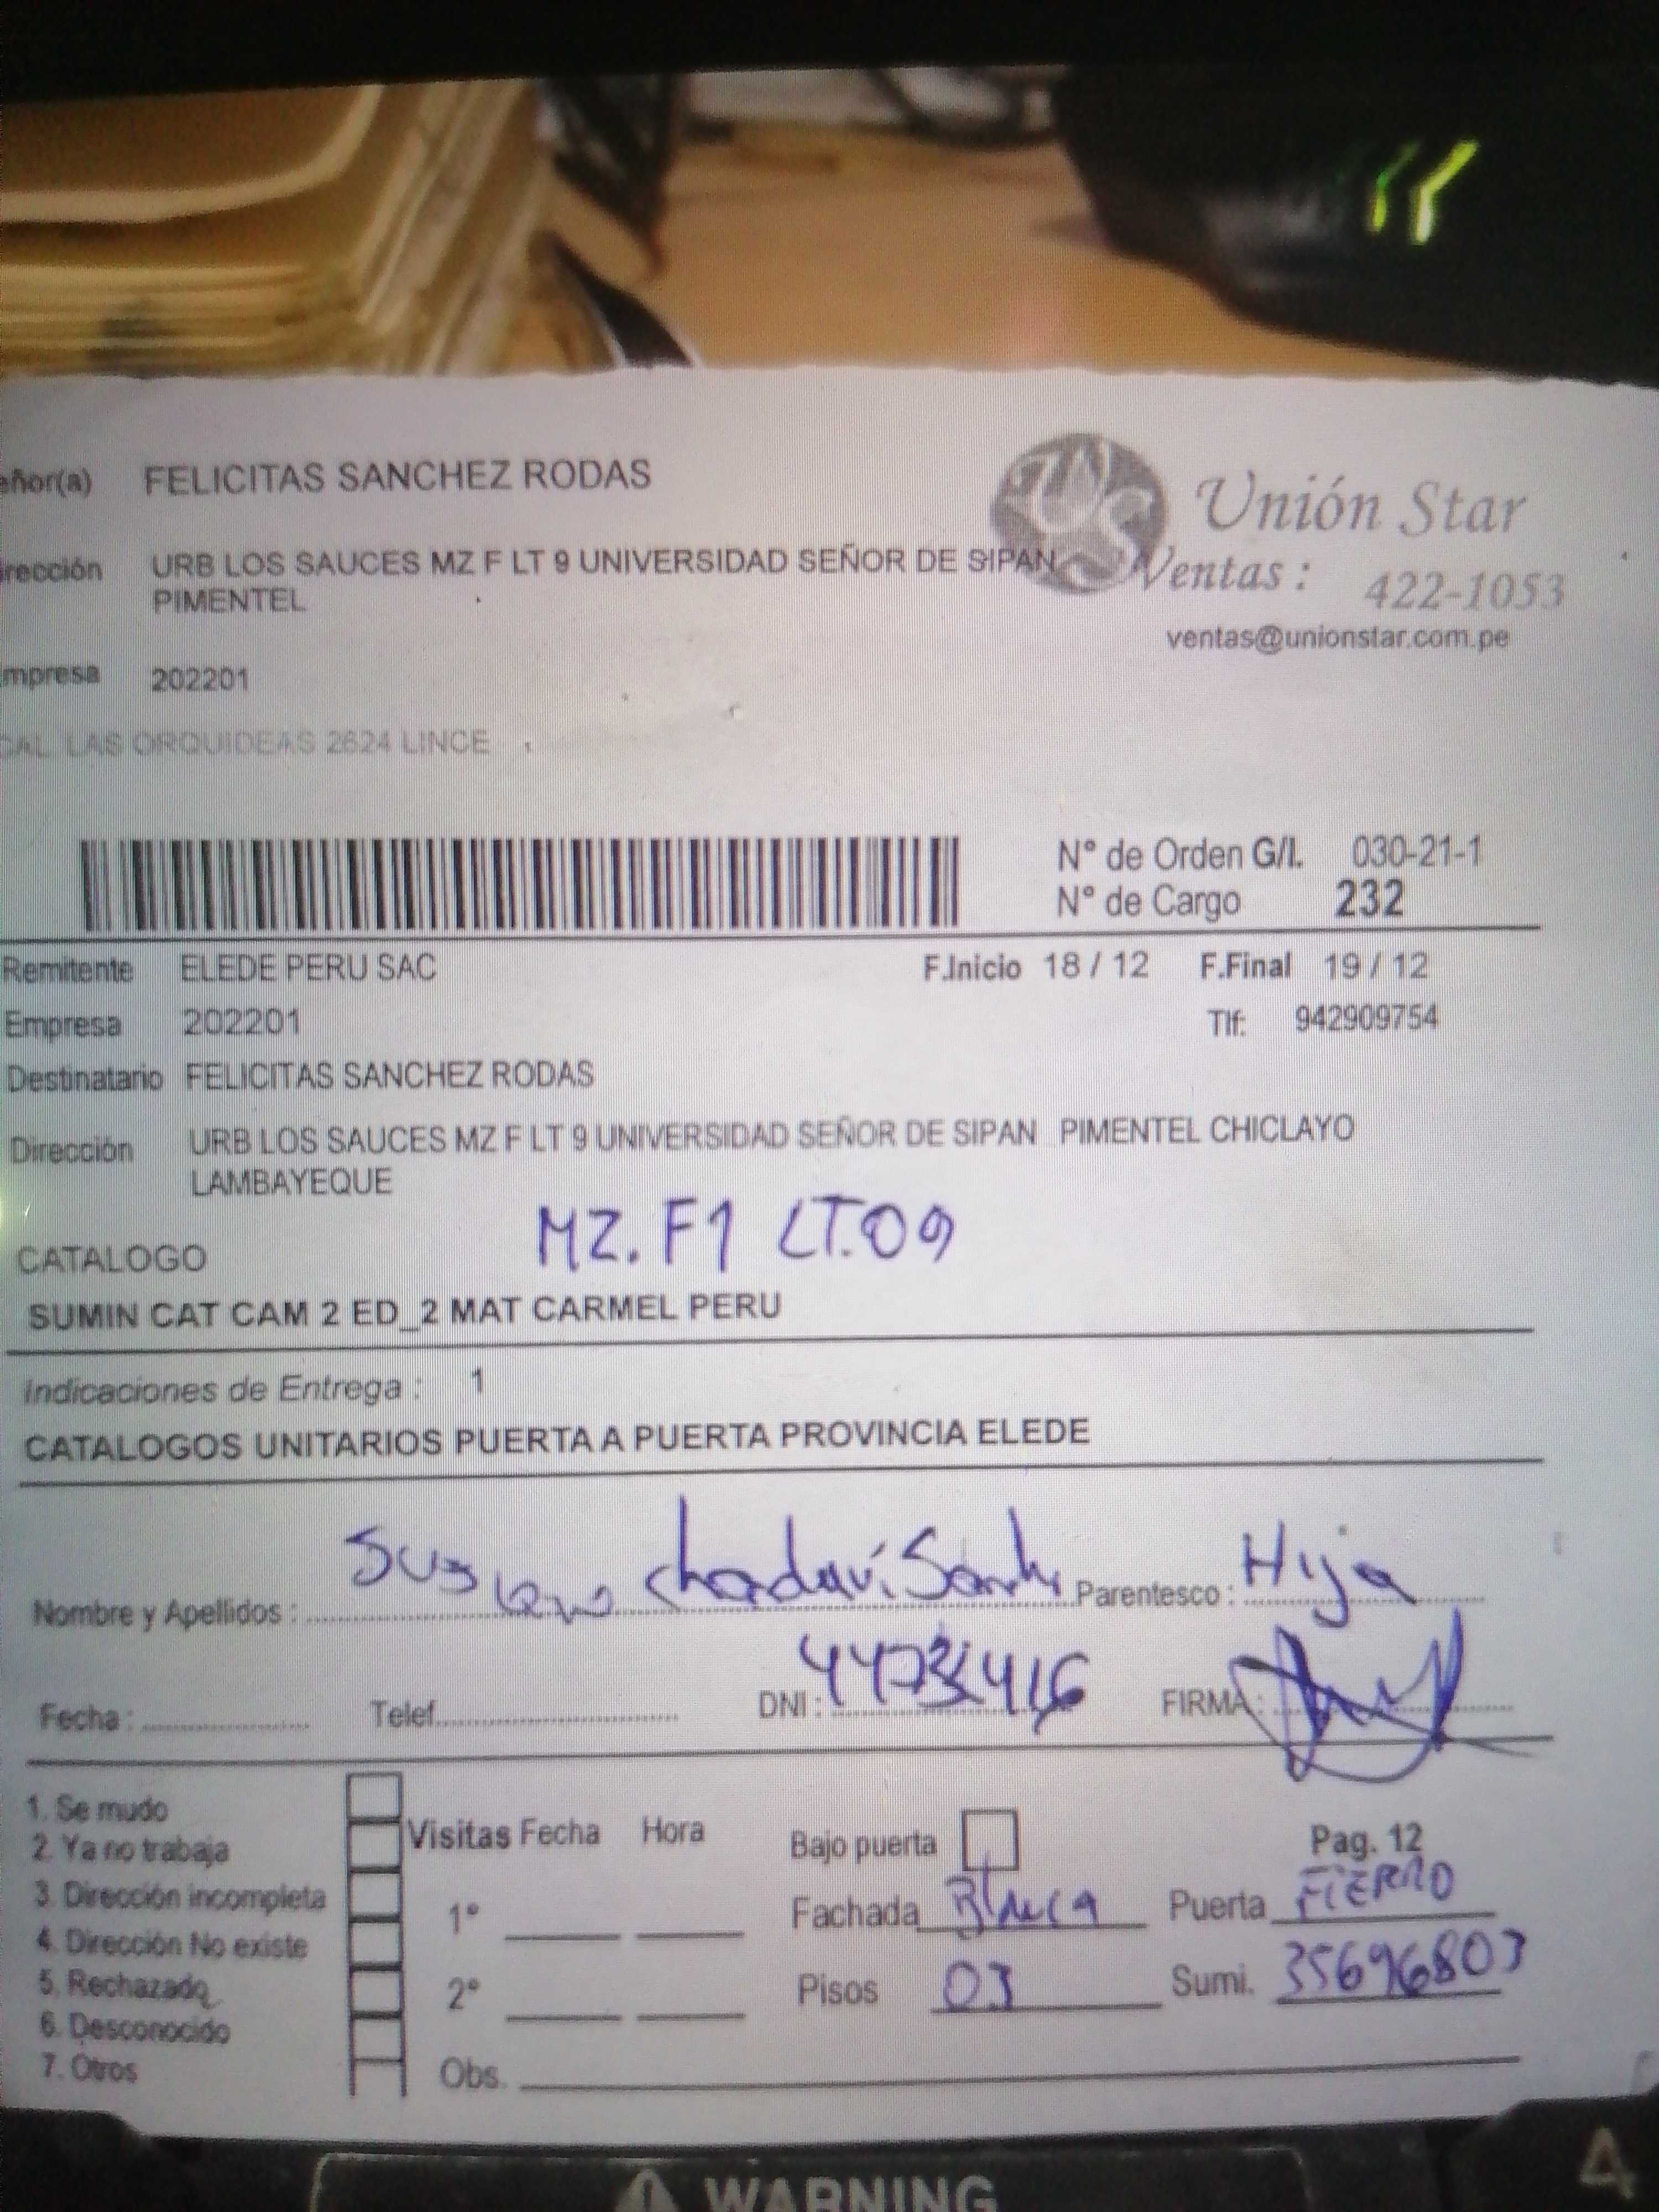 eñor(a) FELICITAS SANCHEZ RODAS
Unión Star
irección URB LOS SAUCES MZ F LT 9 UNIVERSIDAD SEÑOR DE SIPAN
PIMENTEL
Ventas : 422-1053
ventas@unionstar.com.pe
mpresa 202201
CAL LAS ORQUIDEAS 2624 LINCE
N° de Orden G/I. 030-21-1
N° de Cargo 232
Remitente ELEDE PERU SAC F.Inicio 18 / 12 F.Final 19 / 12
Empresa 202201 Tlf: 942909754
Destinatario FELICITAS SANCHEZ RODAS
Dirección URB LOS SAUCES MZ F LT 9 UNIVERSIDAD SEÑOR DE SIPAN PIMENTEL CHICLAYO
LAMBAYEQUE
MZ. F1 LT.09
CATALOGO
SUMIN CAT CAM 2 ED_2 MAT CARMEL PERU
Indicaciones de Entrega : 1
CATALOGOS UNITARIOS PUERTA A PUERTA PROVINCIA ELEDE
Nombre y Apellidos : Parentesco : Hija
Fecha : Telef. DNI : FIRMA :
1. Se mudo
2. Ya no trabaja
3. Dirección incompleta
4. Dirección No existe
5. Rechazado
6. Desconocido
7. Otros
Visitas Fecha Hora
1°
2°
Obs.
Bajo puerta Pag. 12
Fachada Blanca Puerta FIERRO
Pisos 03 Sumi. 35696803
WARNING
4